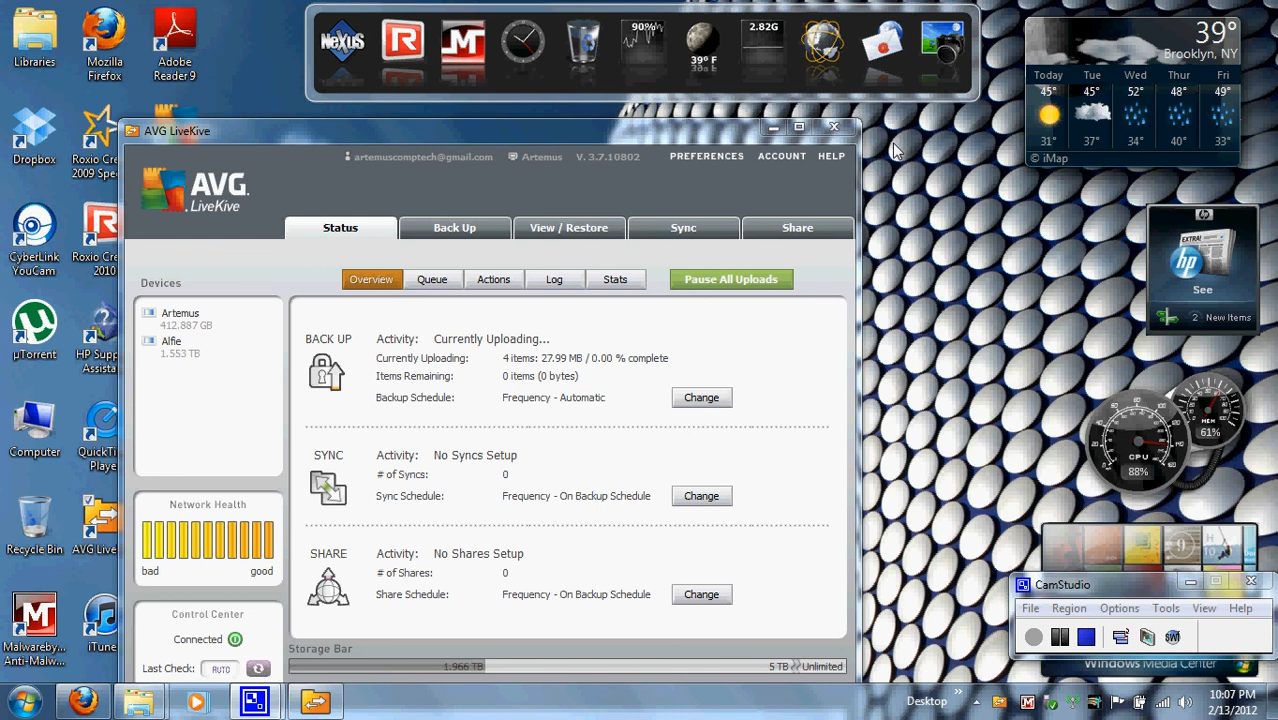 Libraries
Mozilla
Firefox
Adobe
Reader 9
Dropbox
Roxio Cre...
2009 Spe...
CyberLink
YouCam
Roxio Cre...
2010
µTorrent
HP Supp...
Assista...
Computer
QuickTi...
Playe...
Recycle Bin
AVG Live...
Malwareby...
Anti-Malw...
iTune...
NEXUS
90%
39° F
2.82G
39°
Brooklyn, NY
Today Tue Wed Thur Fri
45° 45° 52° 48° 49°
31° 37° 34° 40° 33°
© iMap
AVG LiveKive
artemuscomptech@gmail.com Artemus V. 3.7.10802 PREFERENCES ACCOUNT HELP
AVG.
LiveKive
Status Back Up View / Restore Sync Share
Devices
Overview Queue Actions Log Stats Pause All Uploads
Artemus
412.887 GB
Alfie
1.553 TB
BACK UP Activity: Currently Uploading...
Currently Uploading: 4 items: 27.99 MB / 0.00 % complete
Items Remaining: 0 items (0 bytes)
Backup Schedule: Frequency - Automatic Change
SYNC Activity: No Syncs Setup
# of Syncs: 0
Sync Schedule: Frequency - On Backup Schedule Change
SHARE Activity: No Shares Setup
# of Shares: 0
Share Schedule: Frequency - On Backup Schedule Change
Network Health
bad good
Control Center
Connected
Last Check: AUTO
Storage Bar
1.966 TB 5 TB Unlimited
EXTRA!
hp
See
2 New Items
MEM
61%
CPU
88%
CamStudio
File Region Options Tools View Help
SWF
Windows Media Center
Desktop
10:07 PM
2/13/2012